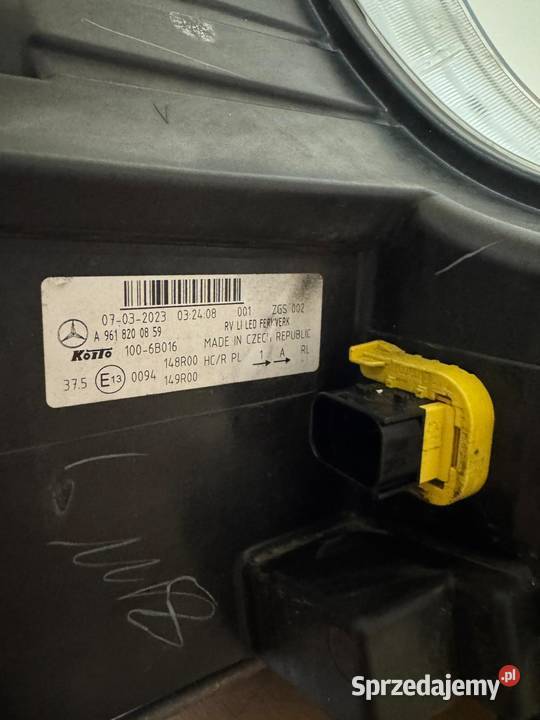 07-03-2023 03:24:08 001 ZGS 002
A 961 820 08 59 RV LI LED FERNVERK
KOITO 100-6B016 MADE IN CZECH REPUBLIC
148R00 HC/R PL 1 A RL
37.5 E13 0094 149R00
Sprzedajemy.pl